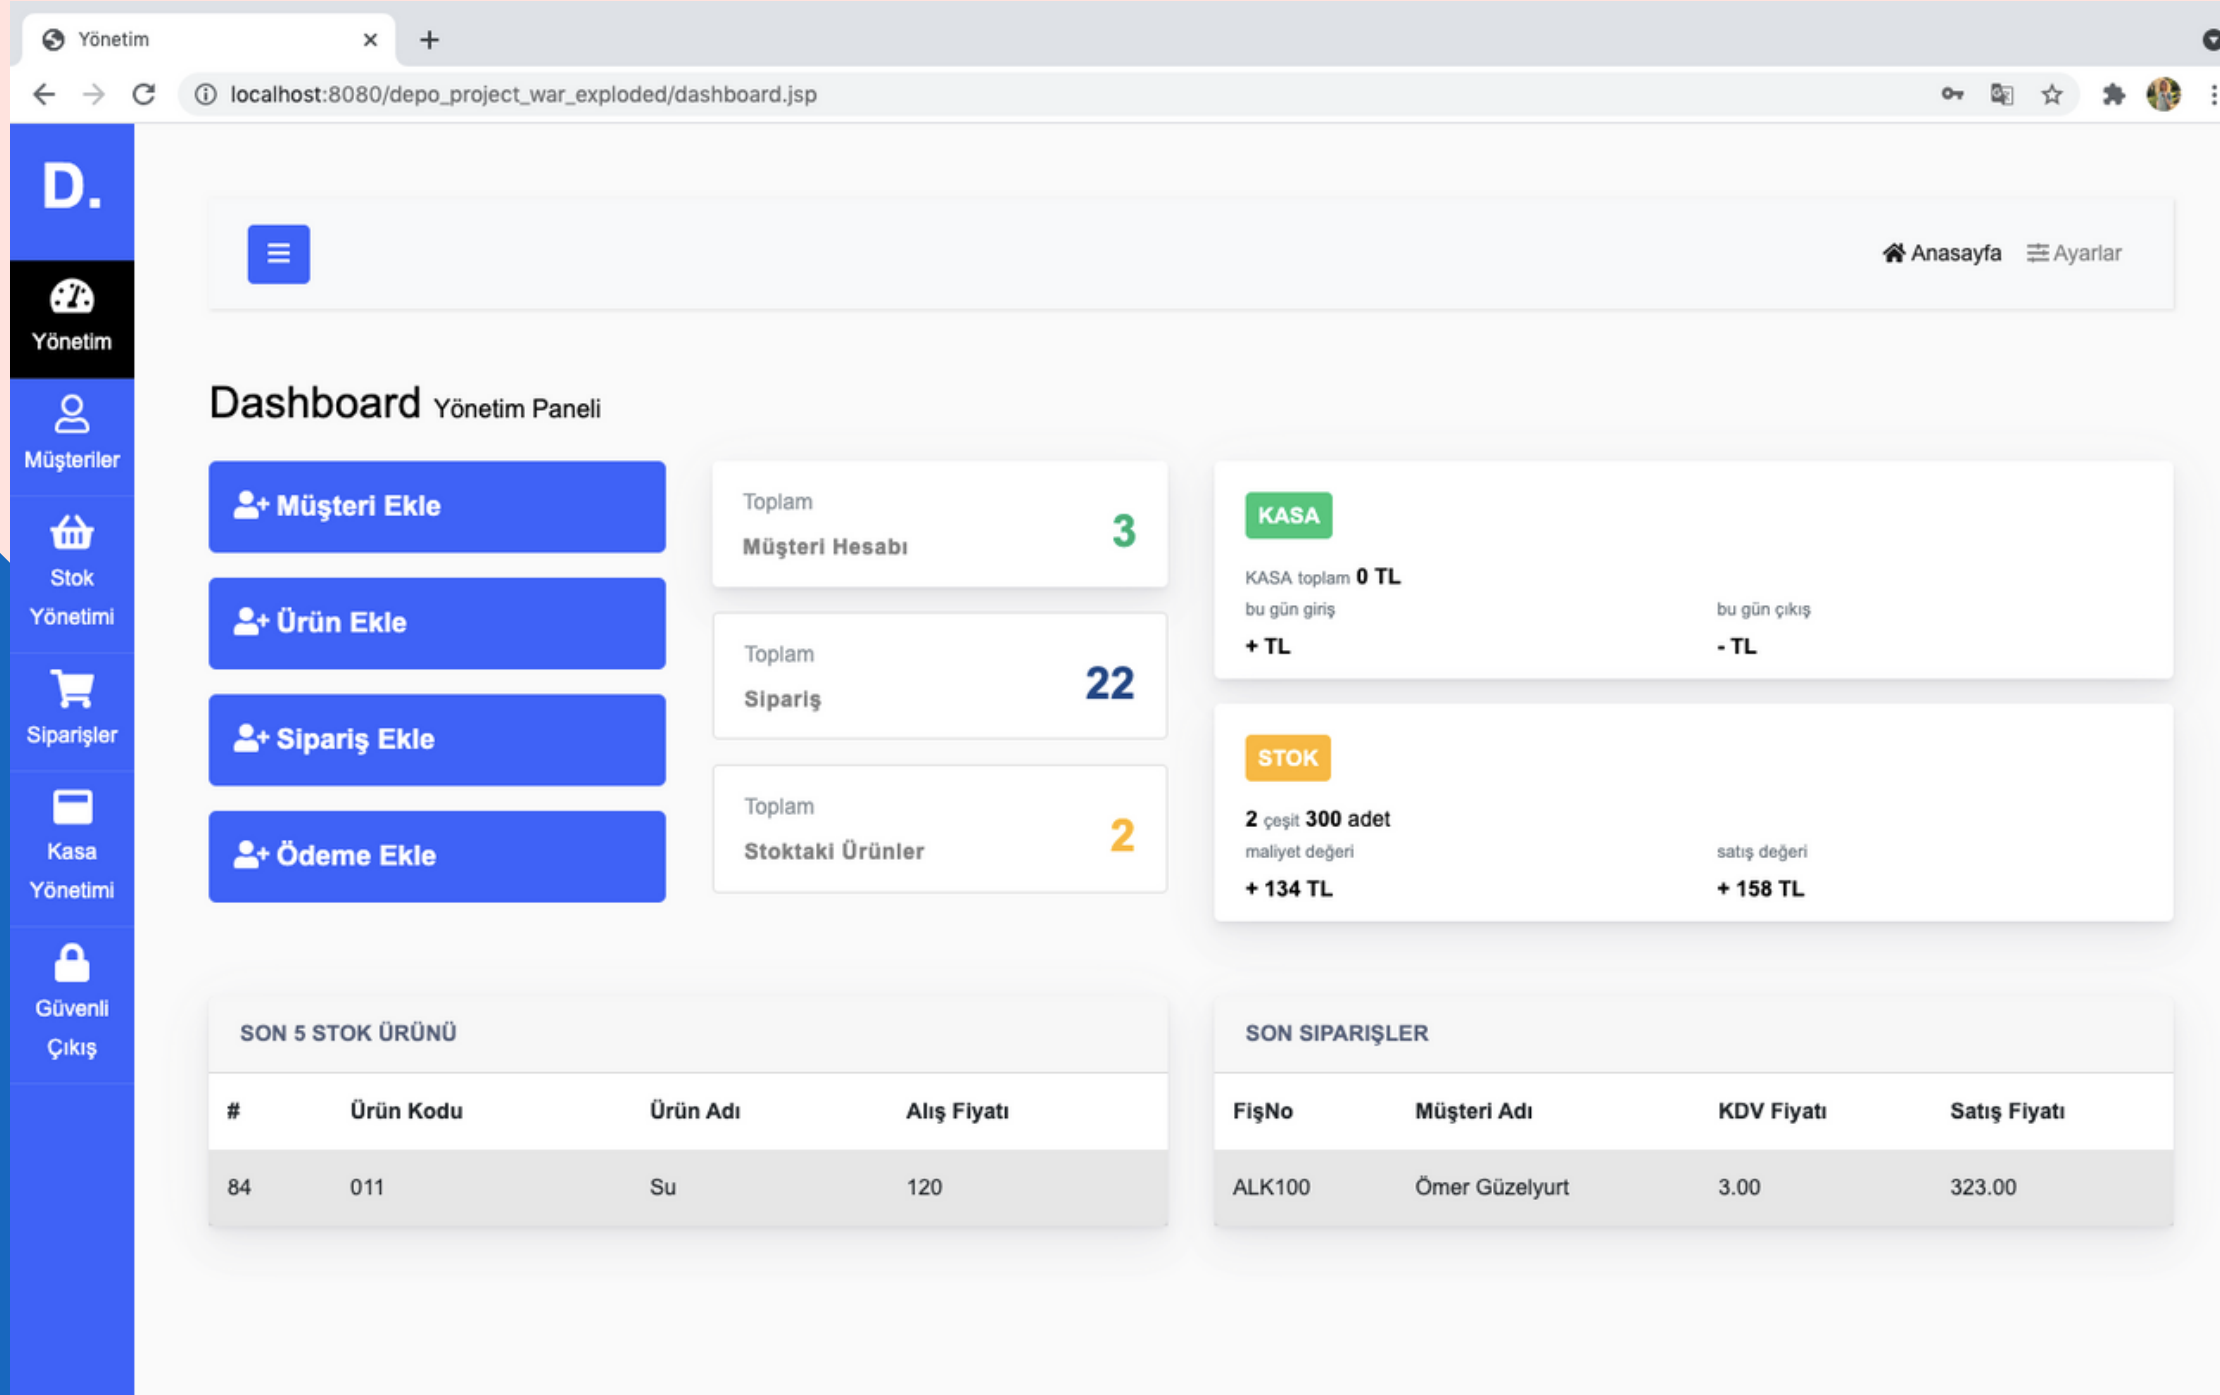 Yönetim
localhost:8080/depo_project_war_exploded/dashboard.jsp
D.
Yönetim
Müşteriler
Stok
Yönetimi
Siparişler
Kasa
Yönetimi
Güvenli
Çıkış
Anasayfa Ayarlar
Dashboard Yönetim Paneli
Müşteri Ekle
Ürün Ekle
Sipariş Ekle
Ödeme Ekle
Toplam
Müşteri Hesabı
3
Toplam
Sipariş
22
Toplam
Stoktaki Ürünler
2
KASA
KASA toplam 0 TL
bu gün giriş bu gün çıkış
+ TL - TL
STOK
2 çeşit 300 adet
maliyet değeri satış değeri
+ 134 TL + 158 TL
SON 5 STOK ÜRÜNÜ
# Ürün Kodu Ürün Adı Alış Fiyatı
84 011 Su 120
SON SIPARIŞLER
FişNo Müşteri Adı KDV Fiyatı Satış Fiyatı
ALK100 Ömer Güzelyurt 3.00 323.00